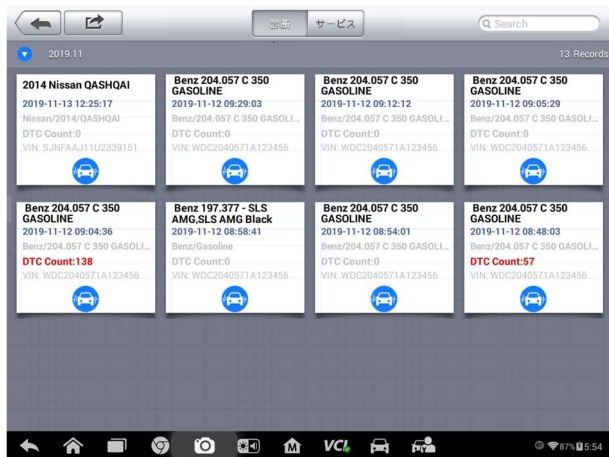 診断
サービス
Search
2019.11
13 Records
2014 Nissan QASHQAI
2019-11-13 12:25:17
Nissan/2014/QASHQAI
DTC Count:0
VIN: SJNFAAJ11U2339151
Benz 204.057 C 350
GASOLINE
2019-11-12 09:29:03
Benz/204.057 C 350 GASOLI...
DTC Count:0
VIN: WDC2040571A123456
Benz 204.057 C 350
GASOLINE
2019-11-12 09:12:12
Benz/204.057 C 350 GASOLI...
DTC Count:0
VIN: WDC2040571A123456
Benz 204.057 C 350
GASOLINE
2019-11-12 09:05:29
Benz/204.057 C 350 GASOLI...
DTC Count:0
VIN: WDC2040571A123456
Benz 204.057 C 350
GASOLINE
2019-11-12 09:04:36
Benz/204.057 C 350 GASOLI...
DTC Count:138
VIN: WDC2040571A123456
Benz 197.377 - SLS
AMG,SLS AMG Black
2019-11-12 08:58:41
Benz/Gasoline
DTC Count:0
VIN: WDC2040571A123456
Benz 204.057 C 350
GASOLINE
2019-11-12 08:54:01
Benz/204.057 C 350 GASOLI...
DTC Count:0
VIN: WDC2040571A123456
Benz 204.057 C 350
GASOLINE
2019-11-12 08:48:03
Benz/204.057 C 350 GASOLI...
DTC Count:57
VIN: WDC2040571A123456
M
VCI
87%
5:54